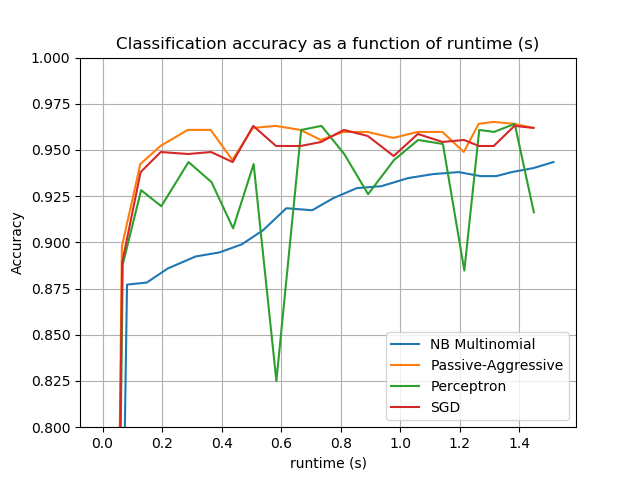 Classification accuracy as a function of runtime (s)
1.000
0.975
0.950
0.925
0.900
0.875
0.850
0.825
0.800
Accuracy
NB Multinomial
Passive-Aggressive
Perceptron
SGD
0.0 0.2 0.4 0.6 0.8 1.0 1.2 1.4
runtime (s)